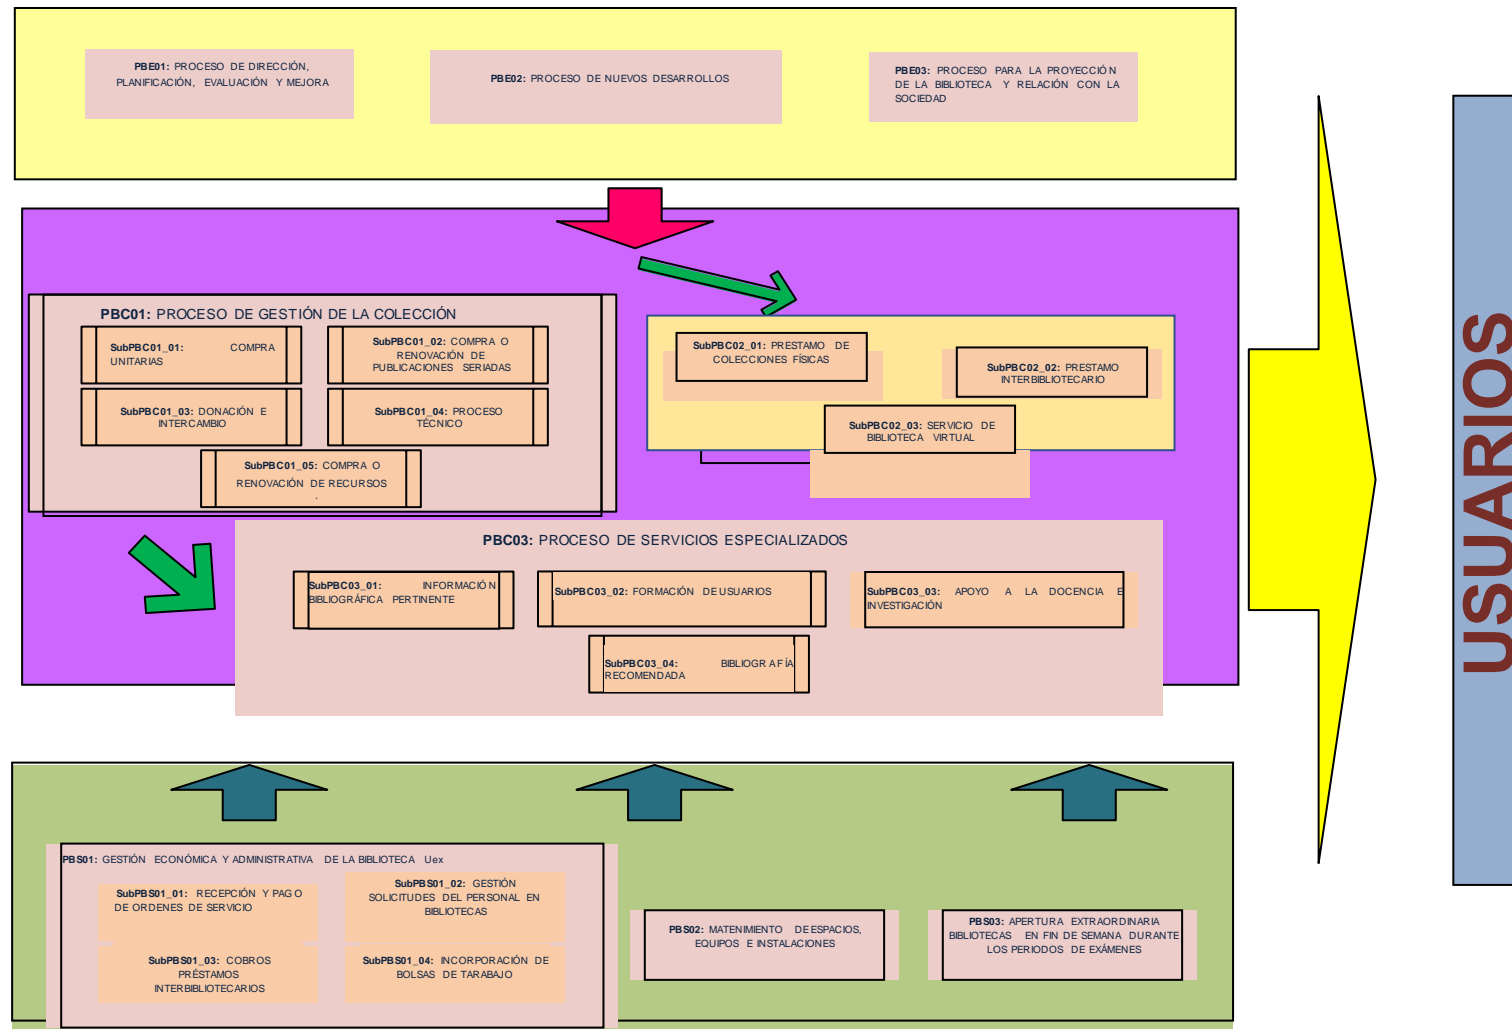 PBE01: PROCESO DE DIRECCIÓN,
PLANIFICACIÓN, EVALUACIÓN Y MEJORA
PBE02: PROCESO DE NUEVOS DESARROLLOS
PBE03: PROCESO PARA LA PROYECCIÓN
DE LA BIBLIOTECA Y RELACIÓN CON LA
SOCIEDAD
PBC01: PROCESO DE GESTIÓN DE LA COLECCIÓN
SubPBC01_01: COMPRA
UNITARIAS
SubPBC01_02: COMPRA O
RENOVACIÓN DE
PUBLICACIONES SERIADAS
SubPBC01_03: DONACIÓN E
INTERCAMBIO
SubPBC01_04: PROCESO
TÉCNICO
SubPBC01_05: COMPRA O
RENOVACIÓN DE RECURSOS
.
SubPBC02_01: PRESTAMO DE
COLECCIONES FÍSICAS
SubPBC02_02: PRESTAMO
INTERBIBLIOTECARIO
SubPBC02_03: SERVICIO DE
BIBLIOTECA VIRTUAL
PBC03: PROCESO DE SERVICIOS ESPECIALIZADOS
SubPBC03_01: INFORMACIÓN
BIBLIOGRÁFICA PERTINENTE
SubPBC03_02: FORMACIÓN DE USUARIOS
SubPBC03_03: APOYO A LA DOCENCIA E
INVESTIGACIÓN
SubPBC03_04: BIBLIOGRAFÍA
RECOMENDADA
PBS01: GESTIÓN ECONÓMICA Y ADMINISTRATIVA DE LA BIBLIOTECA Uex
SubPBS01_01: RECEPCIÓN Y PAGO
DE ORDENES DE SERVICIO
SubPBS01_02: GESTIÓN
SOLICITUDES DEL PERSONAL EN
BIBLIOTECAS
SubPBS01_03: COBROS
PRÉSTAMOS
INTERBIBLIOTECARIOS
SubPBS01_04: INCORPORACIÓN DE
BOLSAS DE TARABAJO
PBS02: MATENIMIENTO DE ESPACIOS,
EQUIPOS E INSTALACIONES
PBS03: APERTURA EXTRAORDINARIA
BIBLIOTECAS EN FIN DE SEMANA DURANTE
LOS PERIODOS DE EXÁMENES
USUARIOS